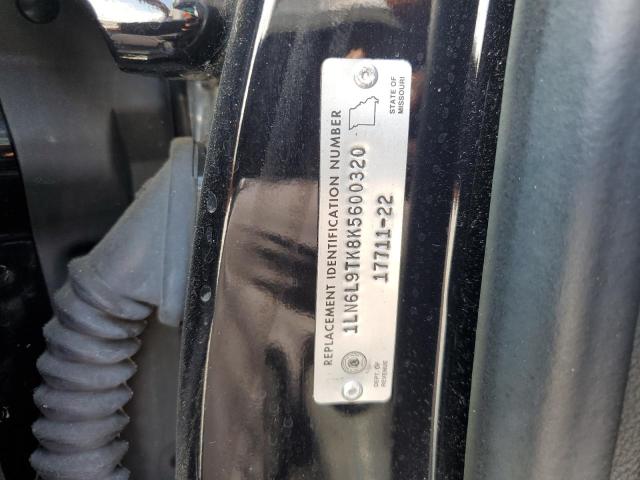 REPLACEMENT IDENTIFICATION NUMBER
STATE OF
MISSOURI
1LN6L9TK8K5600320
17711-22
DEPT. OF
REVENUE